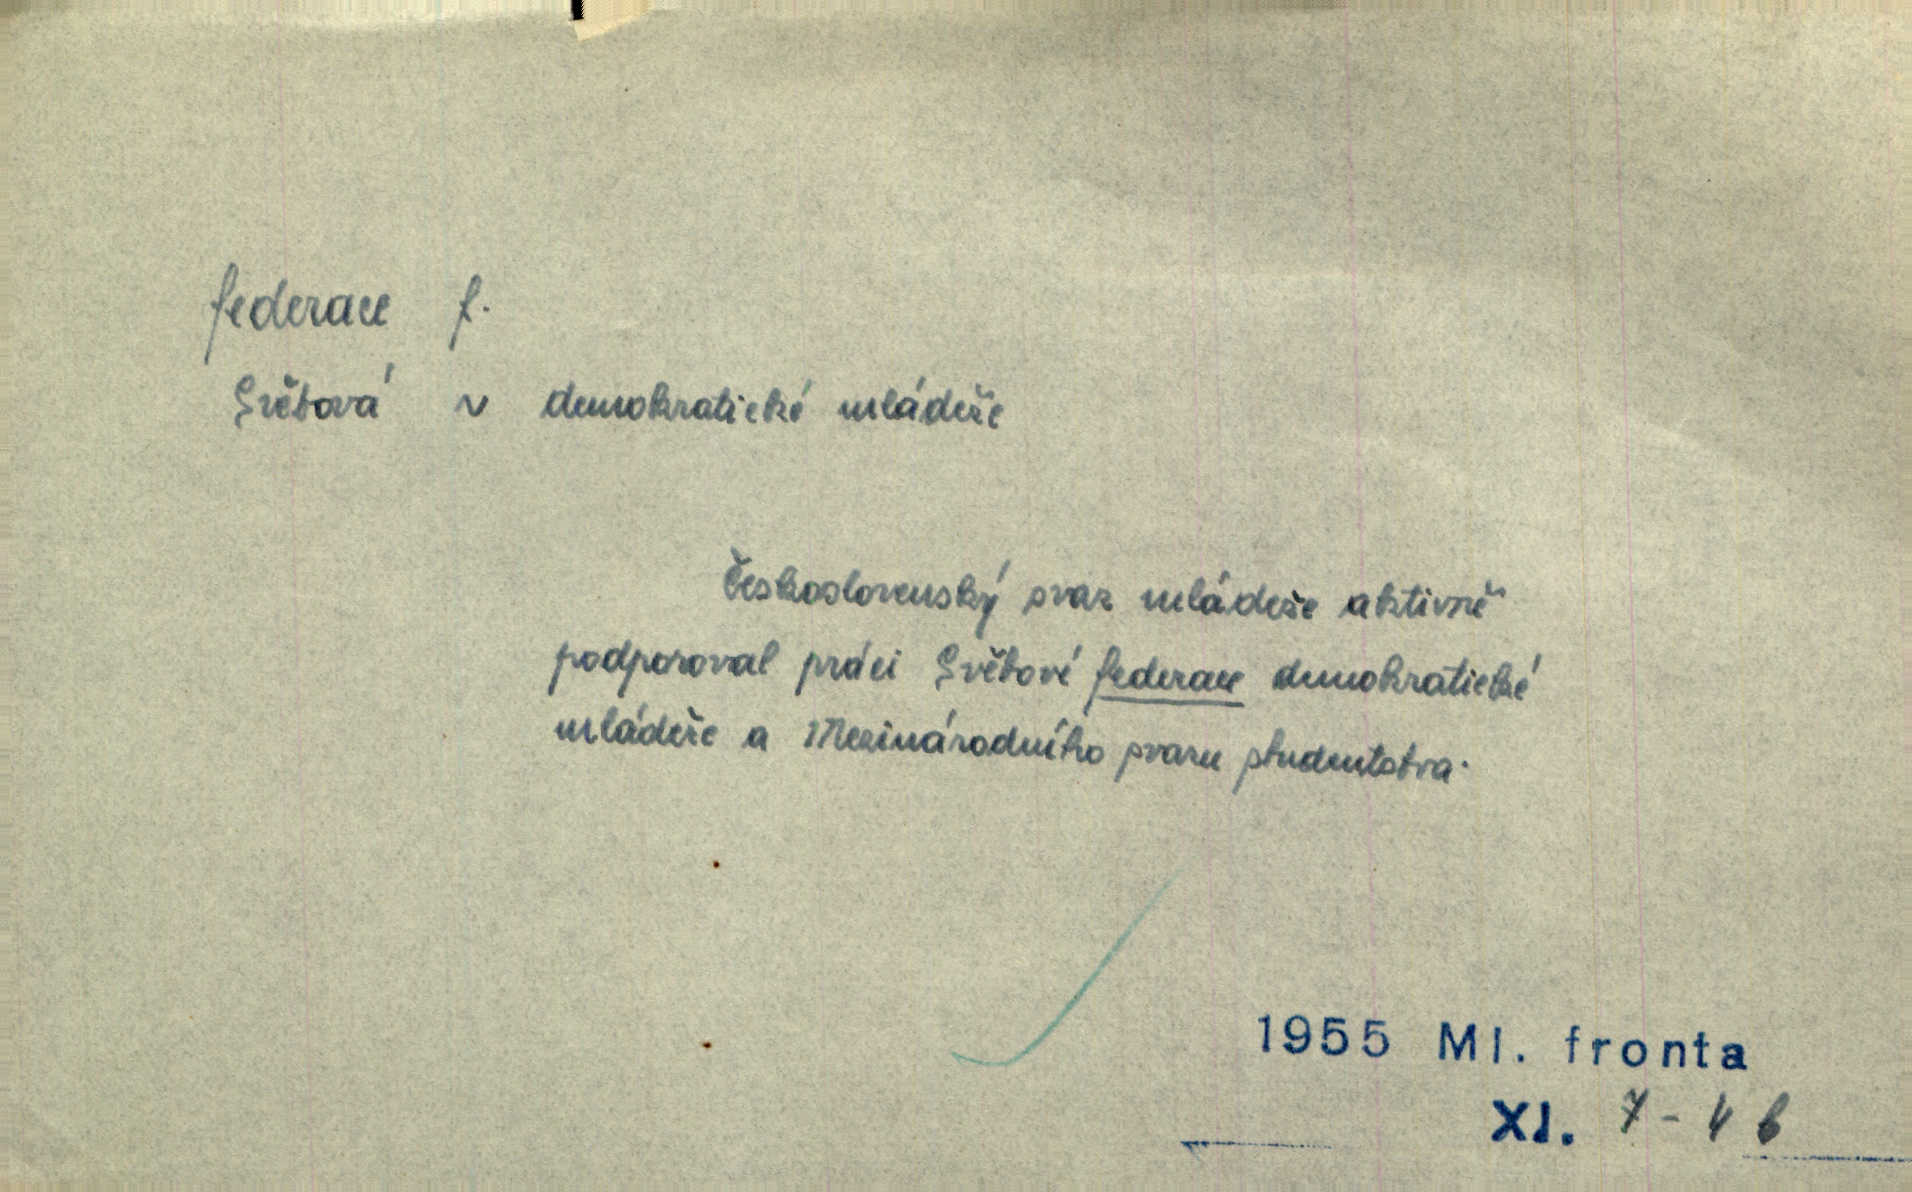 federace f.
Světová ~ demokratické mládeže
Československý svaz mládeže aktivně
podporoval práci Světové federace demokratické
mládeže a Mezinárodního svazu studentstva.
1955 Ml. fronta
XI. 7 - 4 b